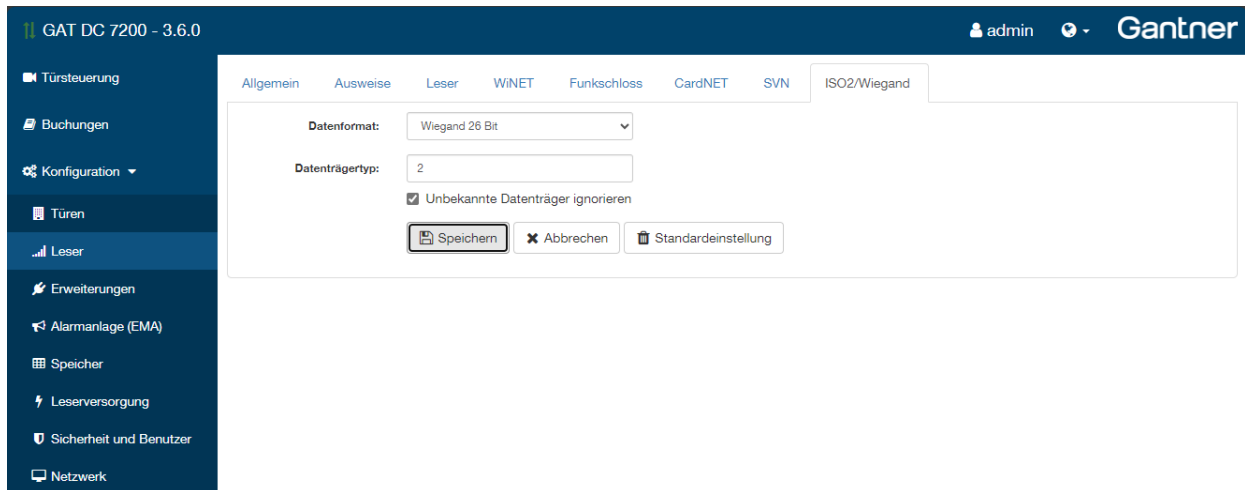 GAT DC 7200 - 3.6.0
admin
Gantner
Türsteuerung
Buchungen
Konfiguration
Türen
Leser
Erweiterungen
Alarmanlage (EMA)
Speicher
Leserversorgung
Sicherheit und Benutzer
Netzwerk
Allgemein Ausweise Leser WiNET Funkschloss CardNET SVN ISO2/Wiegand
Datenformat: Wiegand 26 Bit
Datenträgertyp: 2
Unbekannte Datenträger ignorieren
Speichern Abbrechen Standardeinstellung